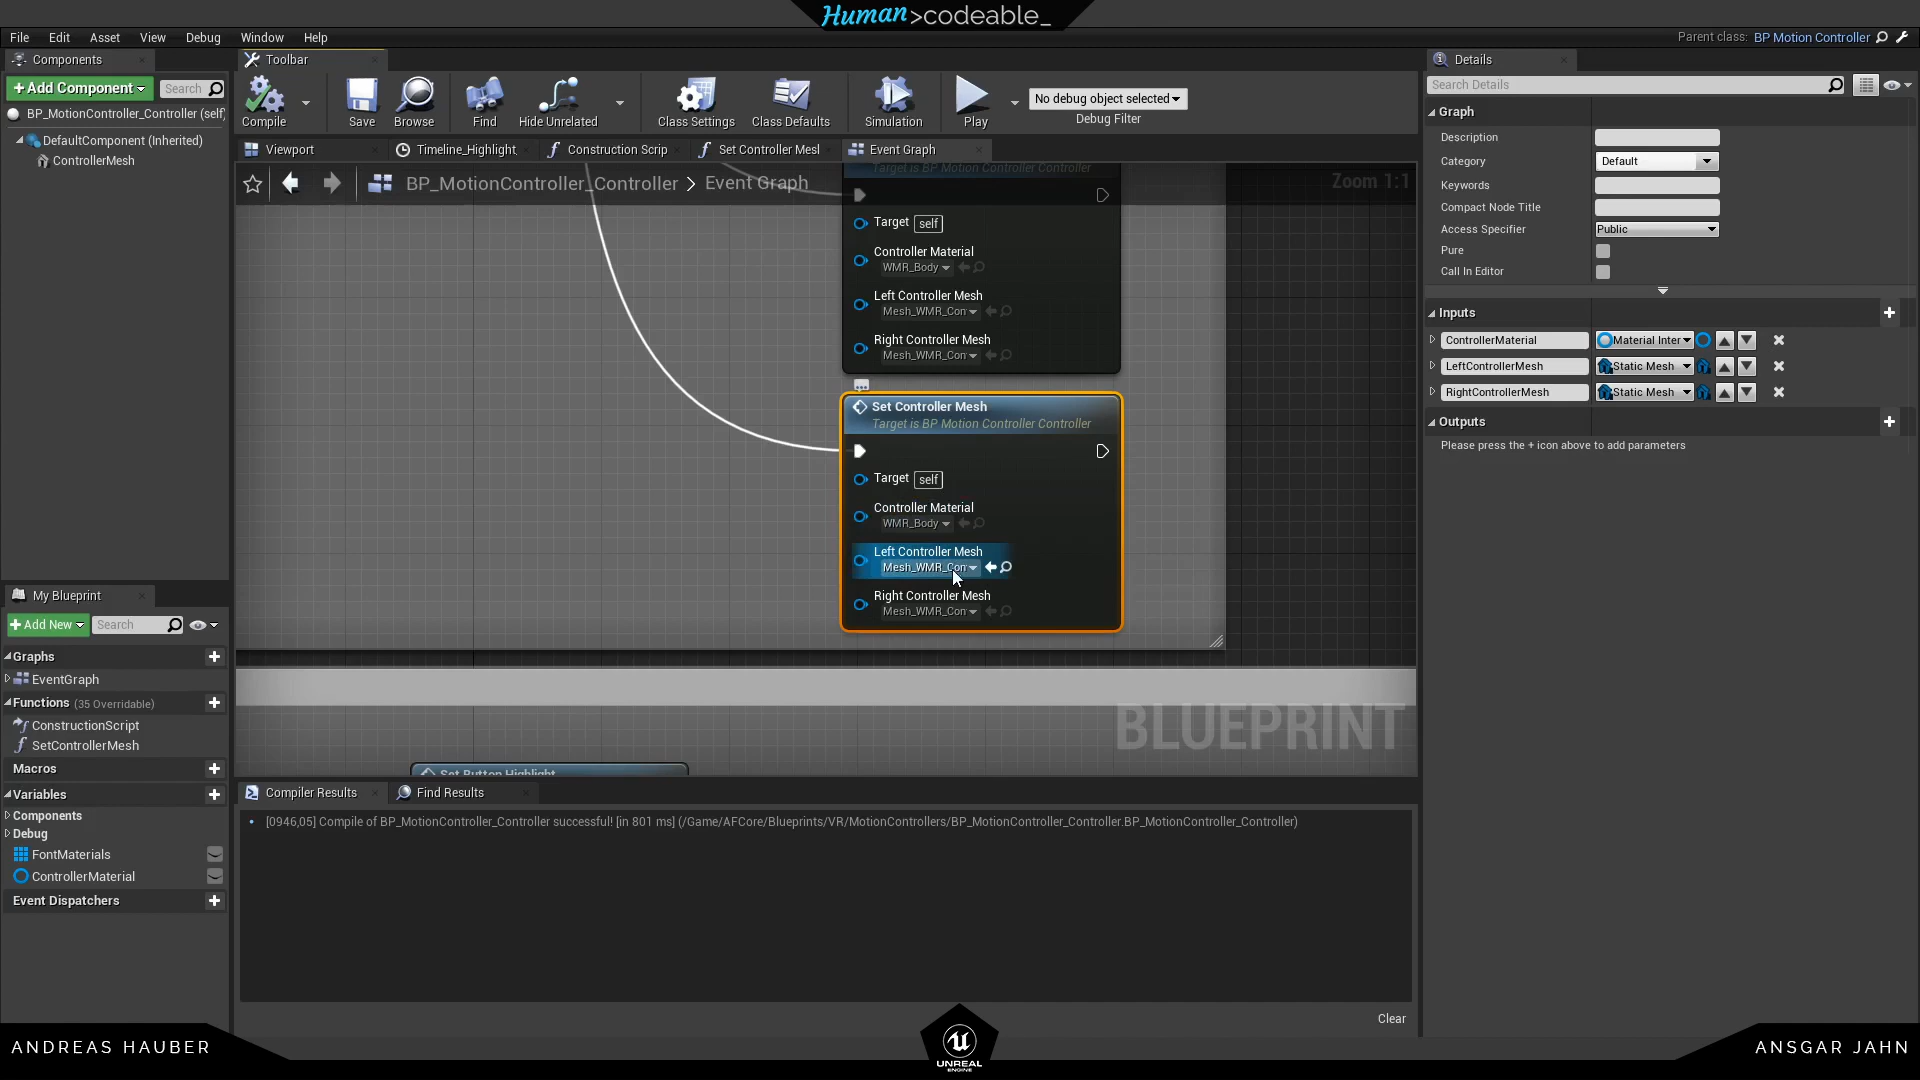 Human>codeable_
File Edit Asset View Debug Window Help
Parent class: BP Motion Controller
Components
Toolbar
Details
+Add Component
Search
Compile
Save
Browse
Find
Hide Unrelated
Class Settings
Class Defaults
Simulation
Play
No debug object selected
Debug Filter
Search Details
BP_MotionController_Controller (self
DefaultComponent (Inherited)
ControllerMesh
Viewport
Timeline_Highlight
Construction Scrip
Set Controller Mesl
Event Graph
BP_MotionController_Controller > Event Graph
Zoom 1:1
Target is BP Motion Controller Controller
Target self
Controller Material
WMR_Body
Left Controller Mesh
Mesh_WMR_Con
Right Controller Mesh
Mesh_WMR_Con
Set Controller Mesh
Target is BP Motion Controller Controller
Target self
Controller Material
WMR_Body
Left Controller Mesh
Mesh_WMR_Con
Right Controller Mesh
Mesh_WMR_Con
BLUEPRINT
Set Button Highlight
Graph
Description
Category Default
Keywords
Compact Node Title
Access Specifier Public
Pure
Call In Editor
Inputs
ControllerMaterial Material Inter
LeftControllerMesh Static Mesh
RightControllerMesh Static Mesh
Outputs
Please press the + icon above to add parameters
My Blueprint
+Add New Search
Graphs
EventGraph
Functions (35 Overridable)
ConstructionScript
SetControllerMesh
Macros
Variables
Components
Debug
FontMaterials
ControllerMaterial
Event Dispatchers
Compiler Results
Find Results
[0946,05] Compile of BP_MotionController_Controller successful! [in 801 ms] (/Game/AFCore/Blueprints/VR/MotionControllers/BP_MotionController_Controller.BP_MotionController_Controller)
Clear
ANDREAS HAUBER
UNREAL
ENGINE
ANSGAR JAHN